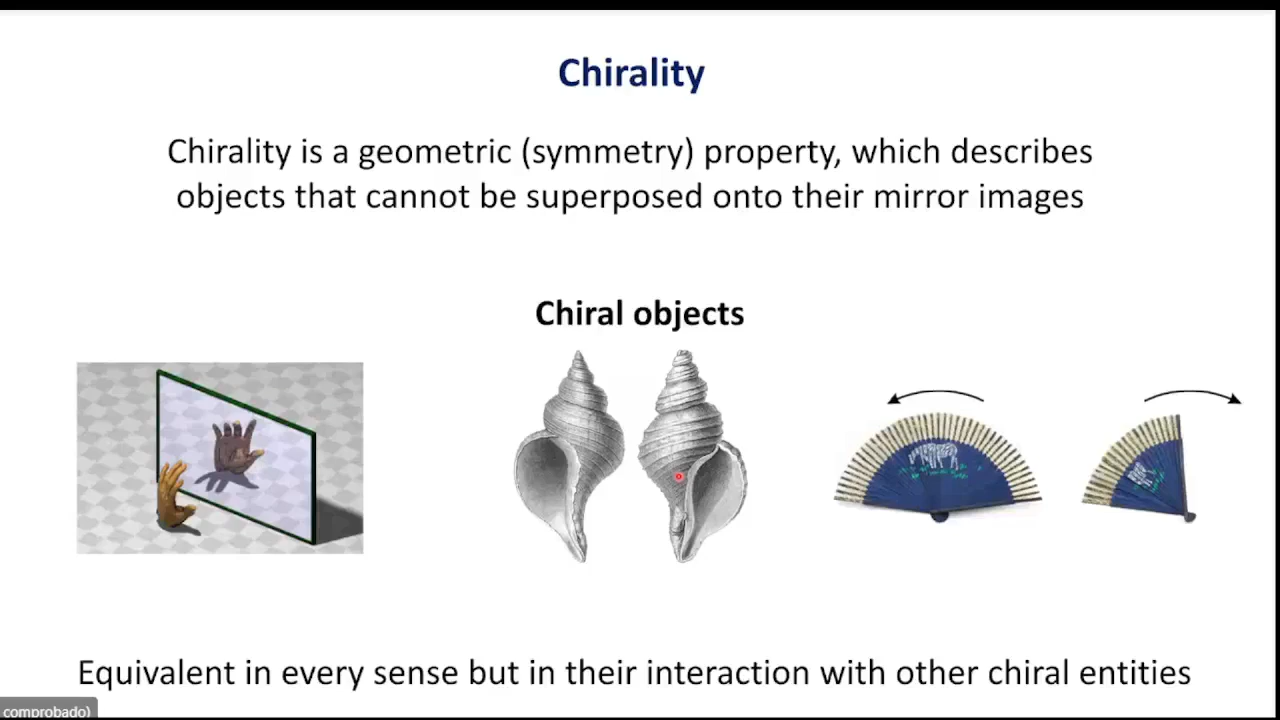 Chirality
Chirality is a geometric (symmetry) property, which describes
objects that cannot be superposed onto their mirror images
Chiral objects
Equivalent in every sense but in their interaction with other chiral entities
comprobado)